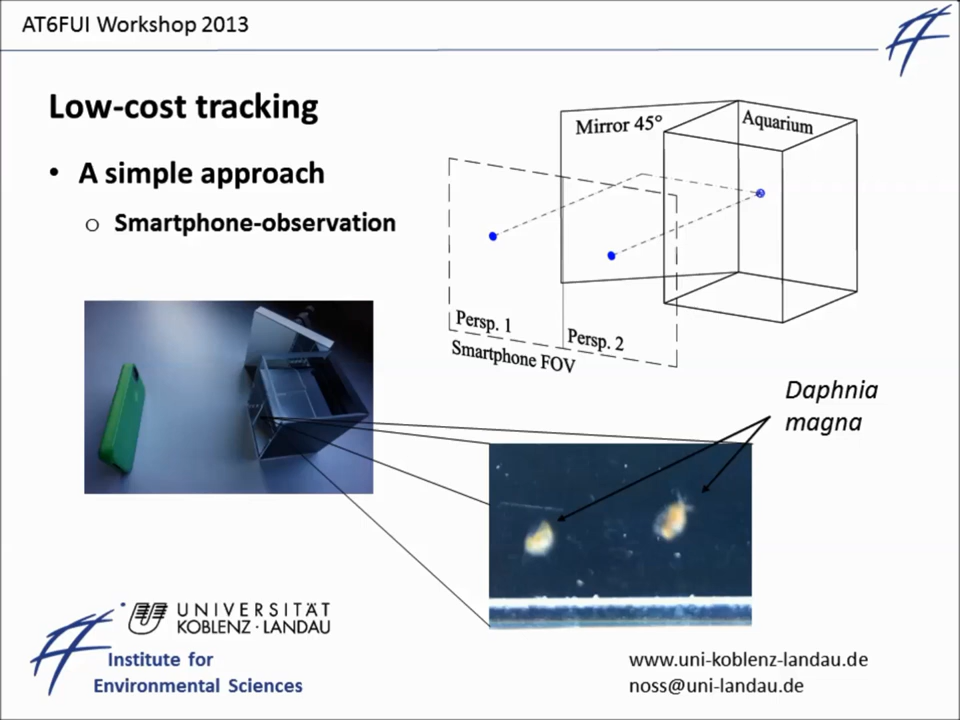 AT6FUI Workshop 2013
Low-cost tracking
• A simple approach
o Smartphone-observation
Mirror 45°
Aquarium
Persp. 1
Persp. 2
Smartphone FOV
Daphnia
magna
UNIVERSITÄT
KOBLENZ · LANDAU
Institute for
Environmental Sciences
www.uni-koblenz-landau.de
noss@uni-landau.de